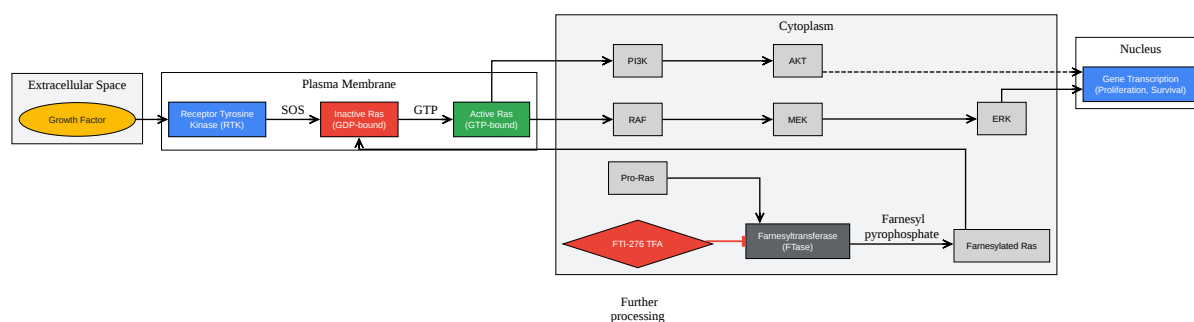 Extracellular Space
Growth Factor
Plasma Membrane
Receptor Tyrosine
Kinase (RTK)
SOS
Inactive Ras
(GDP-bound)
GTP
Active Ras
(GTP-bound)
Cytoplasm
PI3K
AKT
RAF
MEK
ERK
Pro-Ras
FTI-276 TFA
Farnesyltransferase
(FTase)
Farnesyl
pyrophosphate
Farnesylated Ras
Nucleus
Gene Transcription
(Proliferation, Survival)
Further
processing